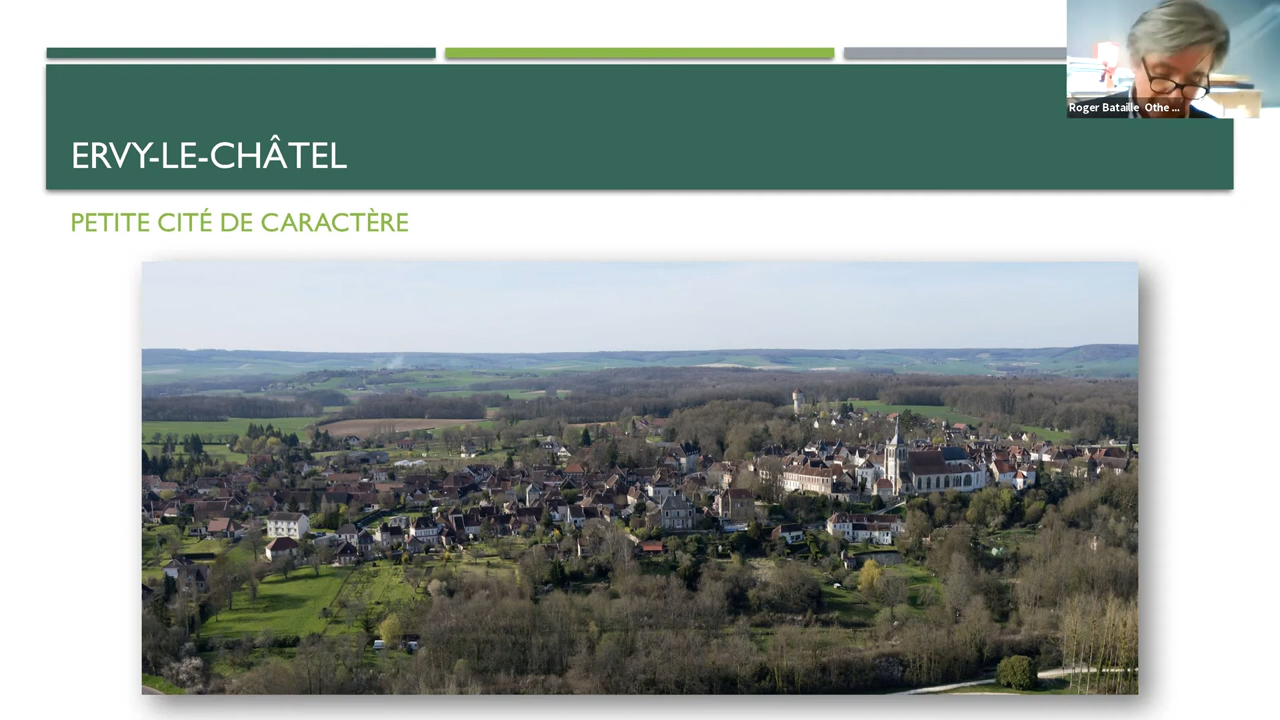 Roger Bataille Othe ...
ERVY-LE-CHÂTEL
PETITE CITÉ DE CARACTÈRE